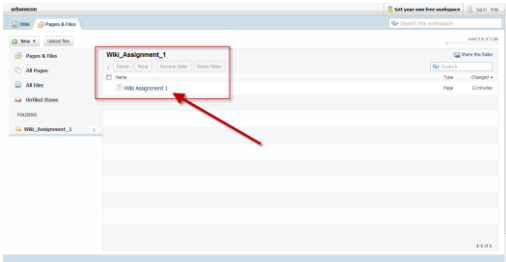 urbanecon
Get your own free workspace log in help
Wiki Pages & Files
Search this workspace
New Upload files
Pages & Files
All Pages
All Files
Unfiled Items
FOLDERS
Wiki_Assignment_1 1
Wiki_Assignment_1
Share this folder
Delete Move Rename folder Delete folder
Search
Name Type Changed
Wiki Assignment 1 Page 12 minutes